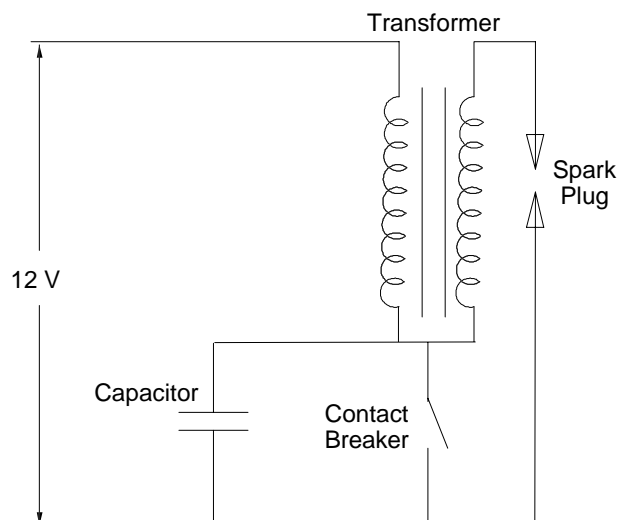 Transformer
Spark
Plug
12 V
Capacitor
Contact
Breaker